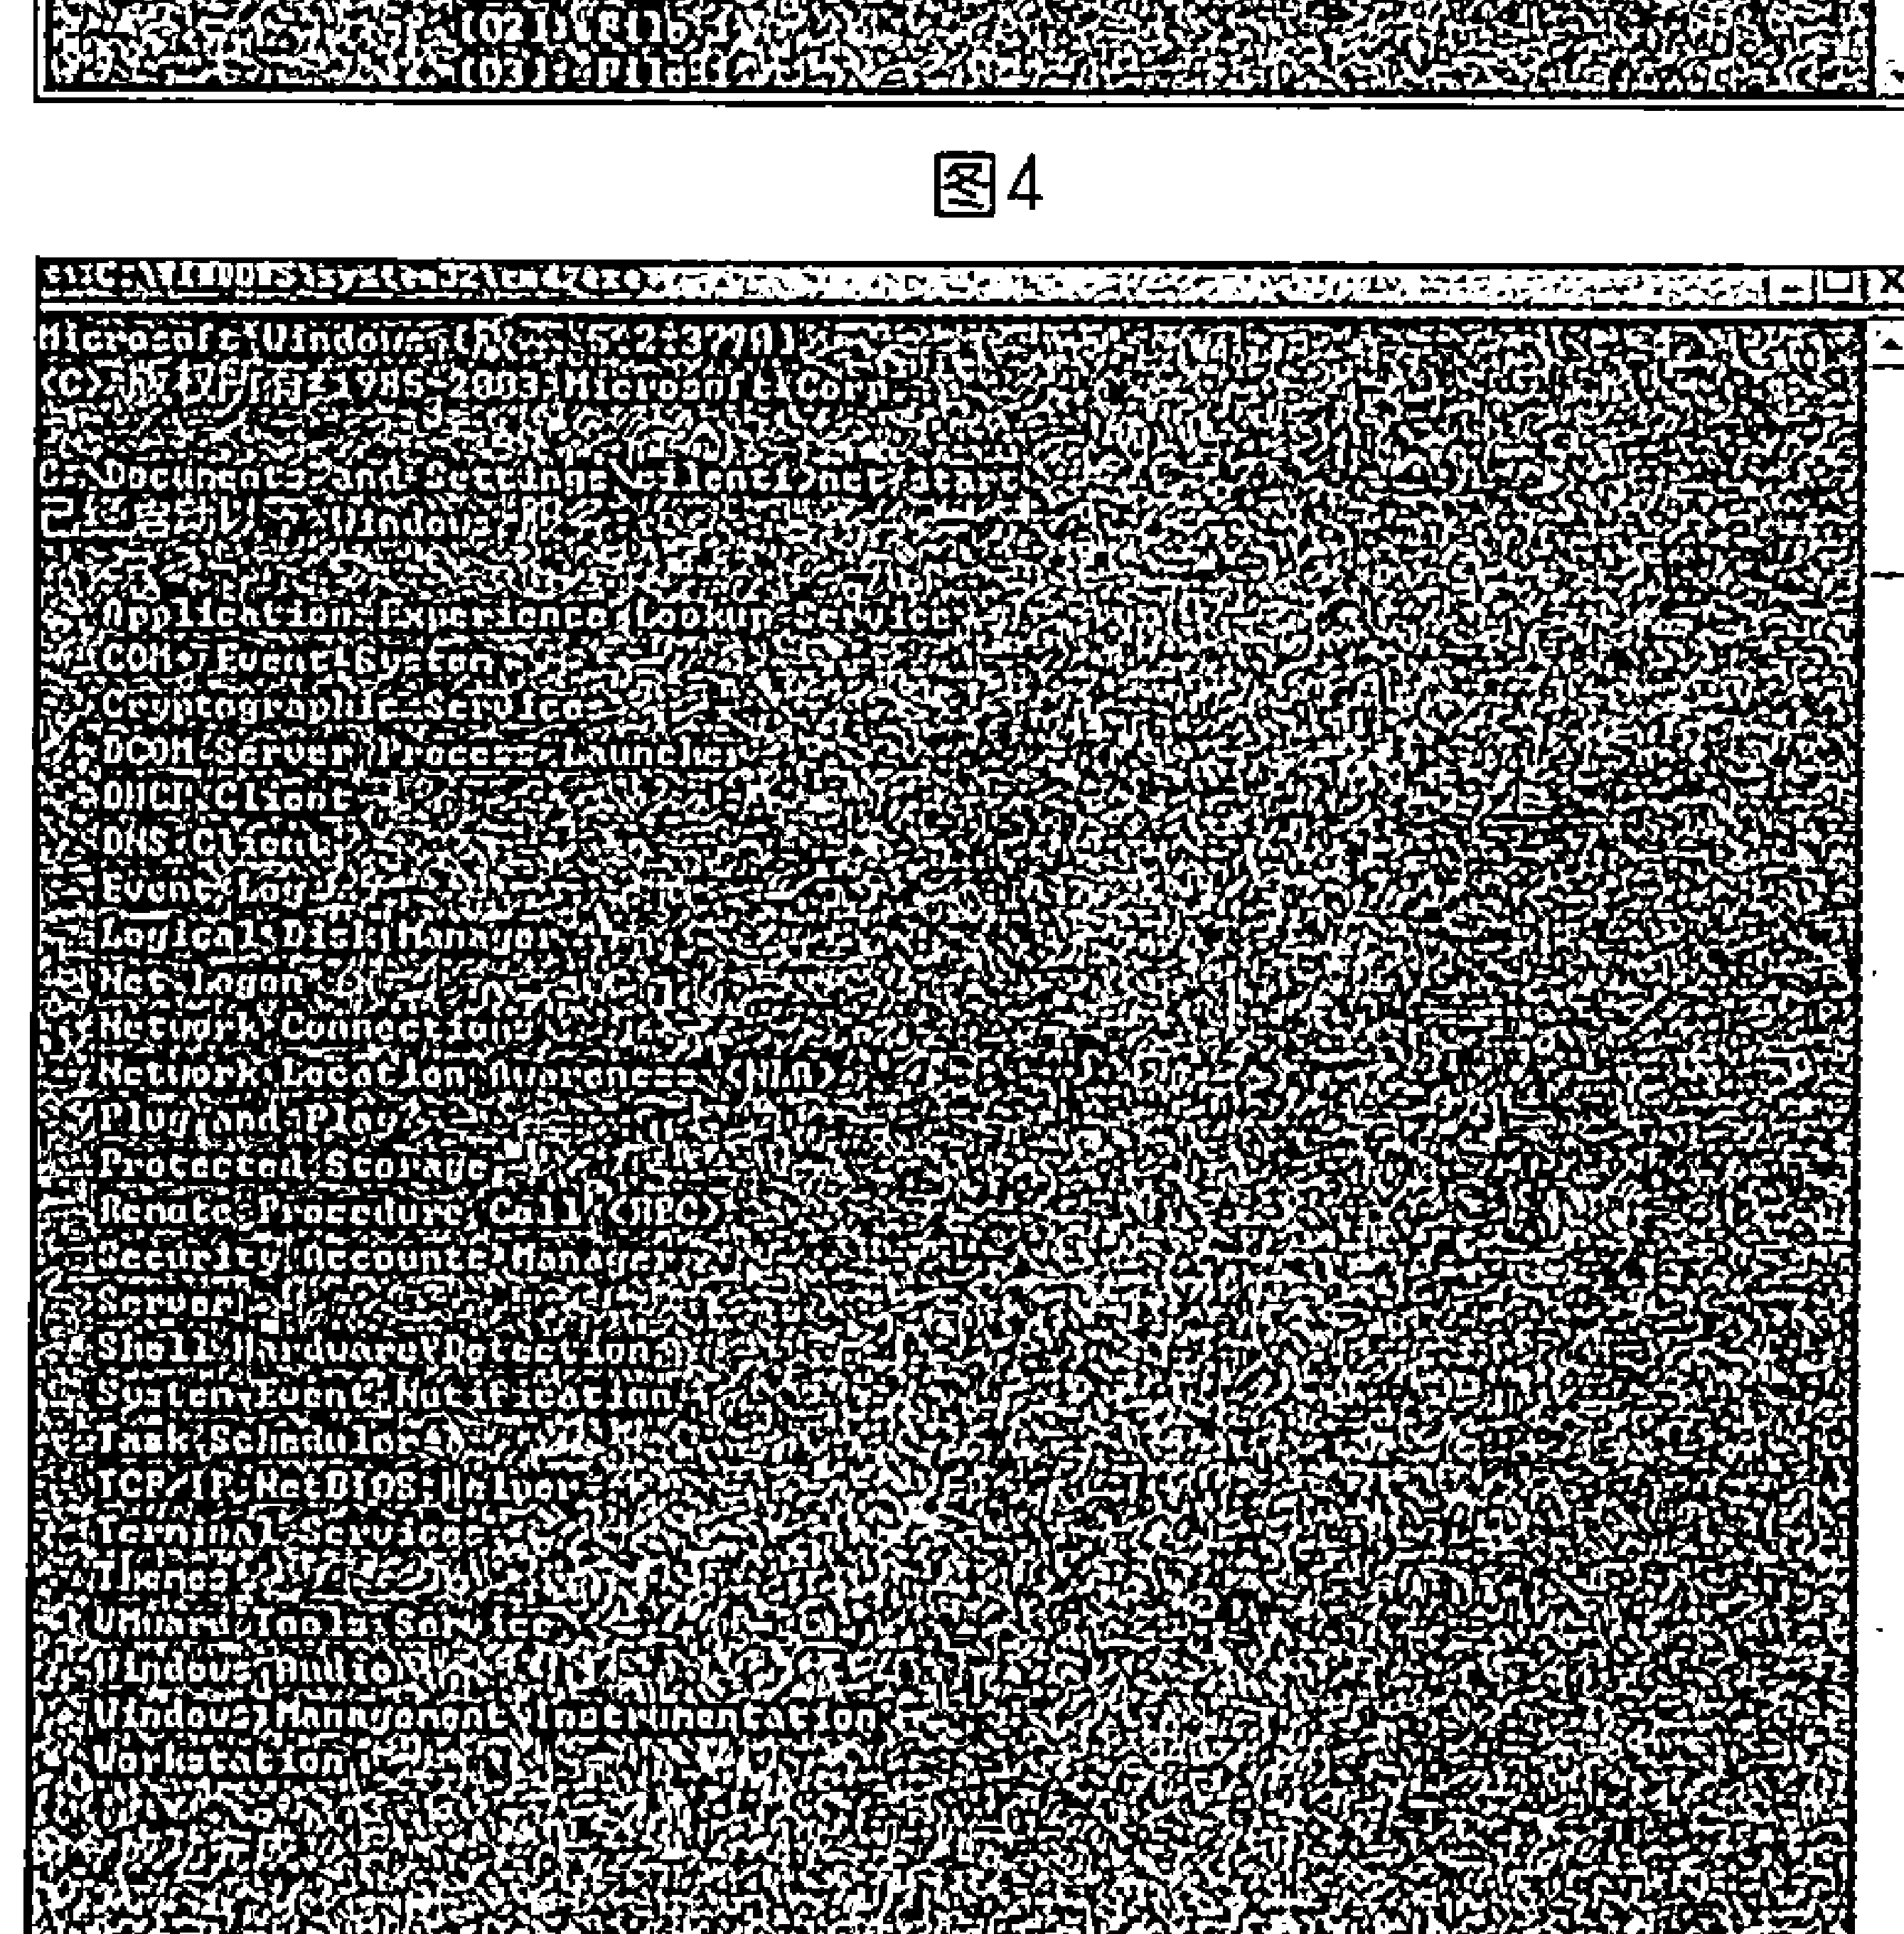 图4
Microsoft Windows
1985-2003 Microsoft Corp.
C:\Documents and Settings\silenti>net start
Windows
Application Experience Lookup Service
COM+ Event System
Cryptographic Services
DCOM Server Process Launcher
DHCP Client
DNS Client
Event Log
Logical Disk Manager
Net Logon
Network Connections
Network Location Awareness (NLA)
Plug and Play
Protected Storage
Remote Procedure Call (RPC)
Security Accounts Manager
Server
Shell Hardware Detection
System Event Notification
Task Scheduler
TCP/IP NetBIOS Helper
Terminal Services
Themes
VMware Tools Service
Windows Audio
Windows Management Instrumentation
Workstation